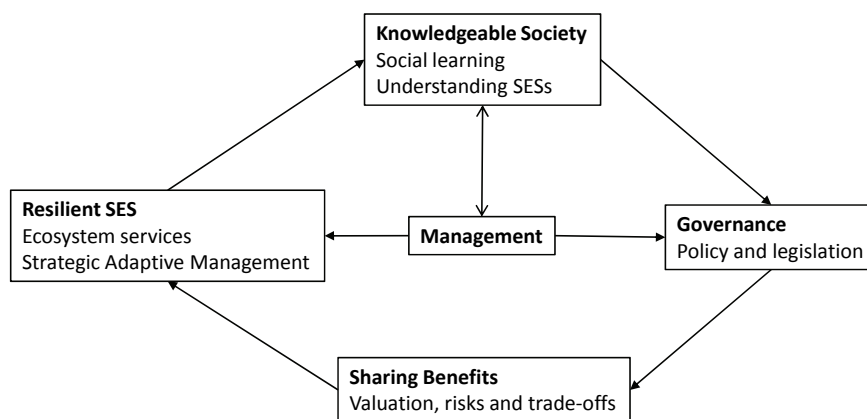 Knowledgeable Society
Social learning
Understanding SESs
Resilient SES
Ecosystem services
Strategic Adaptive Management
Management
Governance
Policy and legislation
Sharing Benefits
Valuation, risks and trade-offs